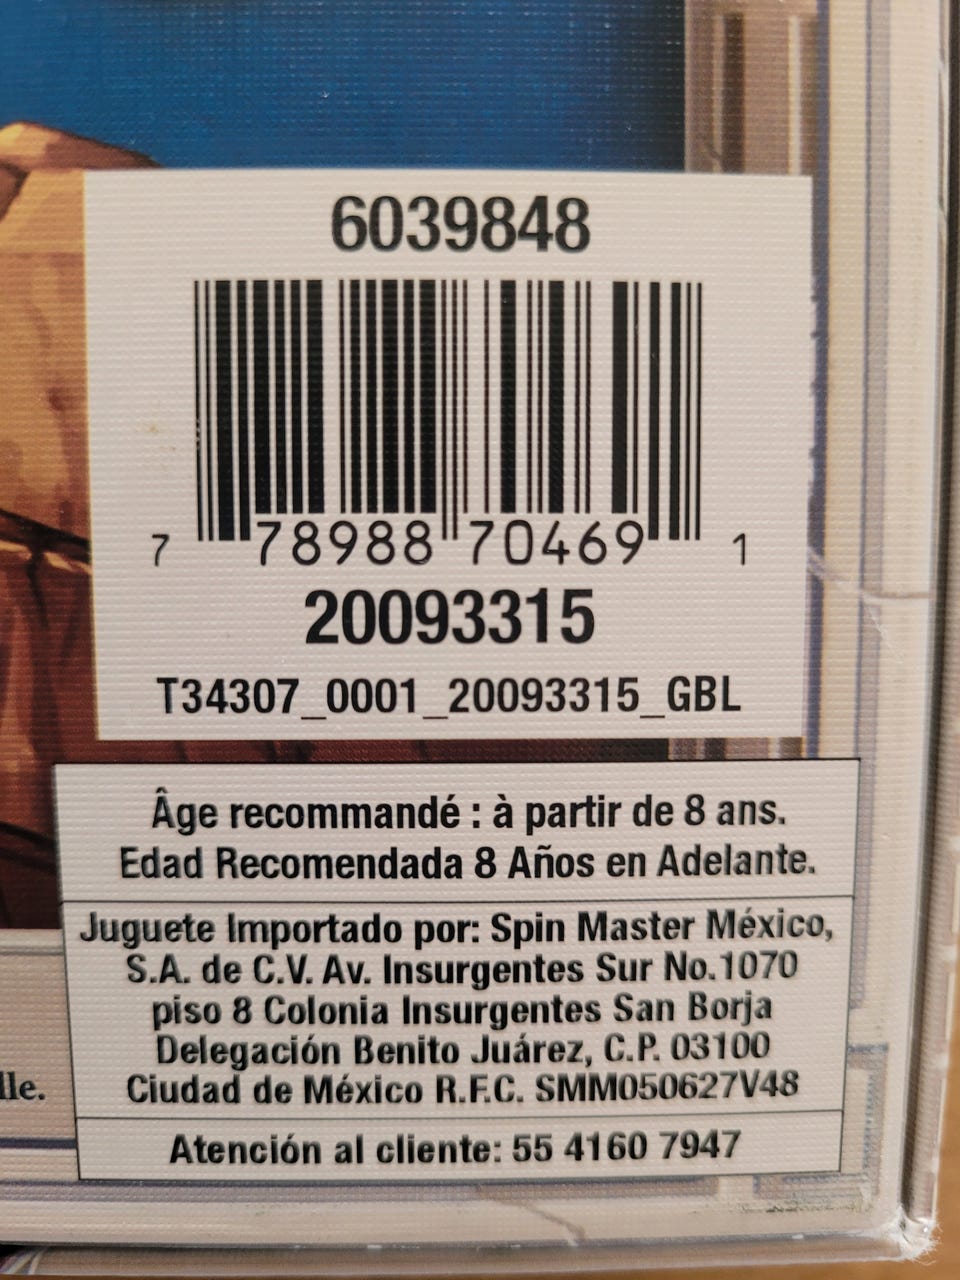 6039848
7 78988 70469 1
20093315
T34307_0001_20093315_GBL
Âge recommandé : à partir de 8 ans.
Edad Recomendada 8 Años en Adelante.
Juguete Importado por: Spin Master México,
S.A. de C.V. Av. Insurgentes Sur No.1070
piso 8 Colonia Insurgentes San Borja
Delegación Benito Juárez, C.P. 03100
lle.
Ciudad de México R.F.C. SMM050627V48
Atención al cliente: 55 4160 7947